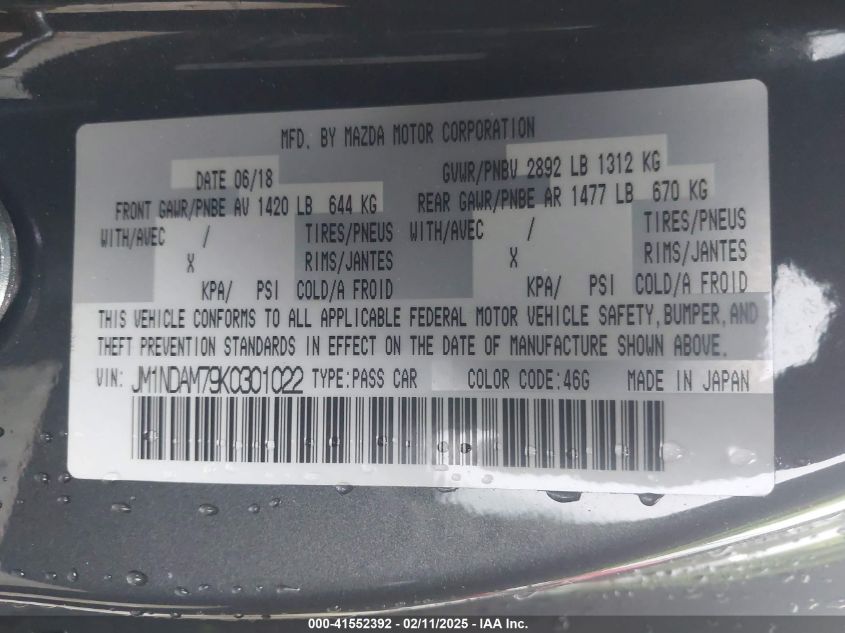 MFD. BY MAZDA MOTOR CORPORATION
DATE 06/18 GVWR/PNBV 2892 LB 1312 KG
FRONT GAWR/PNBE AV 1420 LB 644 KG REAR GAWR/PNBE AR 1477 LB 670 KG
WITH/AVEC / TIRES/PNEUS WITH/AVEC / TIRES/PNEUS
X RIMS/JANTES X RIMS/JANTES
KPA/ PSI COLD/A FROID KPA/ PSI COLD/A FROID
THIS VEHICLE CONFORMS TO ALL APPLICABLE FEDERAL MOTOR VEHICLE SAFETY, BUMPER, AND
THEFT PREVENTION STANDARDS IN EFFECT ON THE DATE OF MANUFACTURE SHOWN ABOVE.
VIN: JM1NDAM79K0301022 TYPE:PASS CAR COLOR CODE:46G MADE IN JAPAN
000-41552392 - 02/11/2025 - IAA Inc.